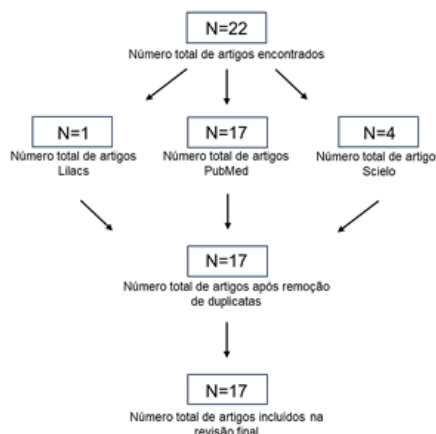 N=22
Número total de artigos encontrados
N=1
Número total de artigos
Lilacs
N=17
Número total de artigos
PubMed
N=4
Número total de artigo
Scielo
N=17
Número total de artigos após remoção
de duplicatas
N=17
Número total de artigos incluídos na
revisão final